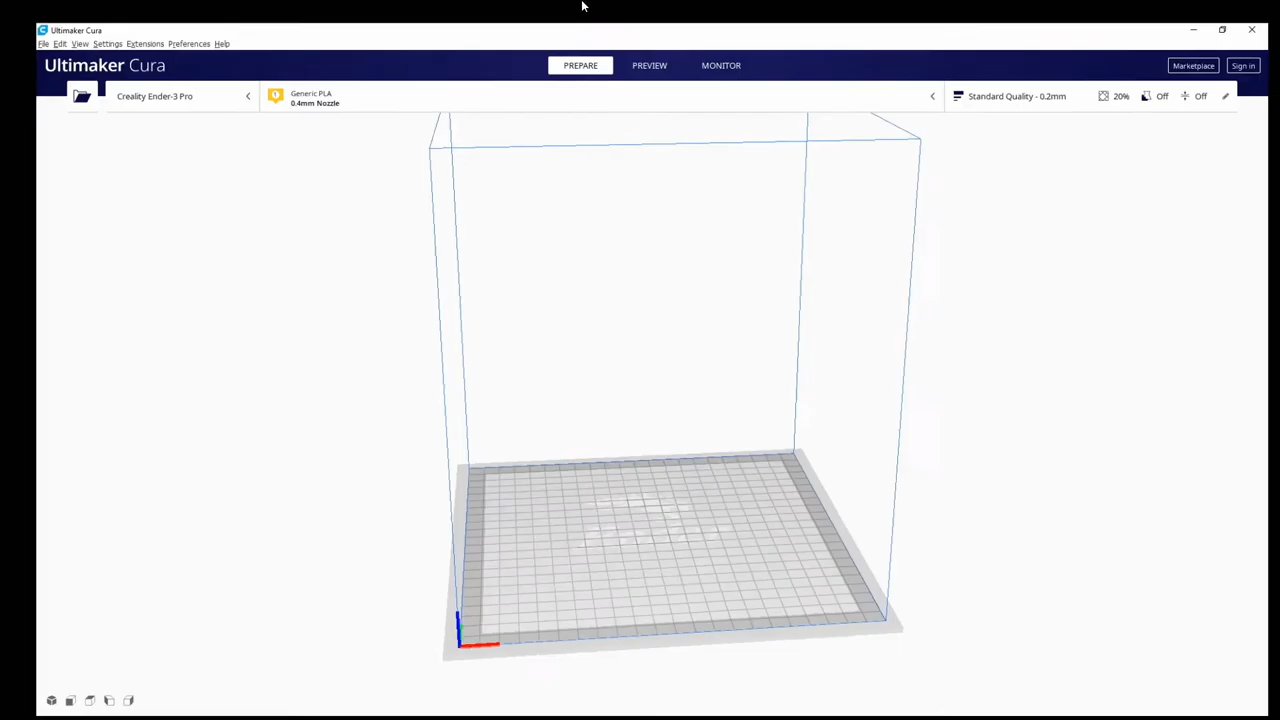 Ultimaker Cura
File Edit View Settings Extensions Preferences Help
Ultimaker Cura PREPARE PREVIEW MONITOR Marketplace Sign in
Creality Ender-3 Pro Generic PLA Standard Quality - 0.2mm 20% Off Off
0.4mm Nozzle